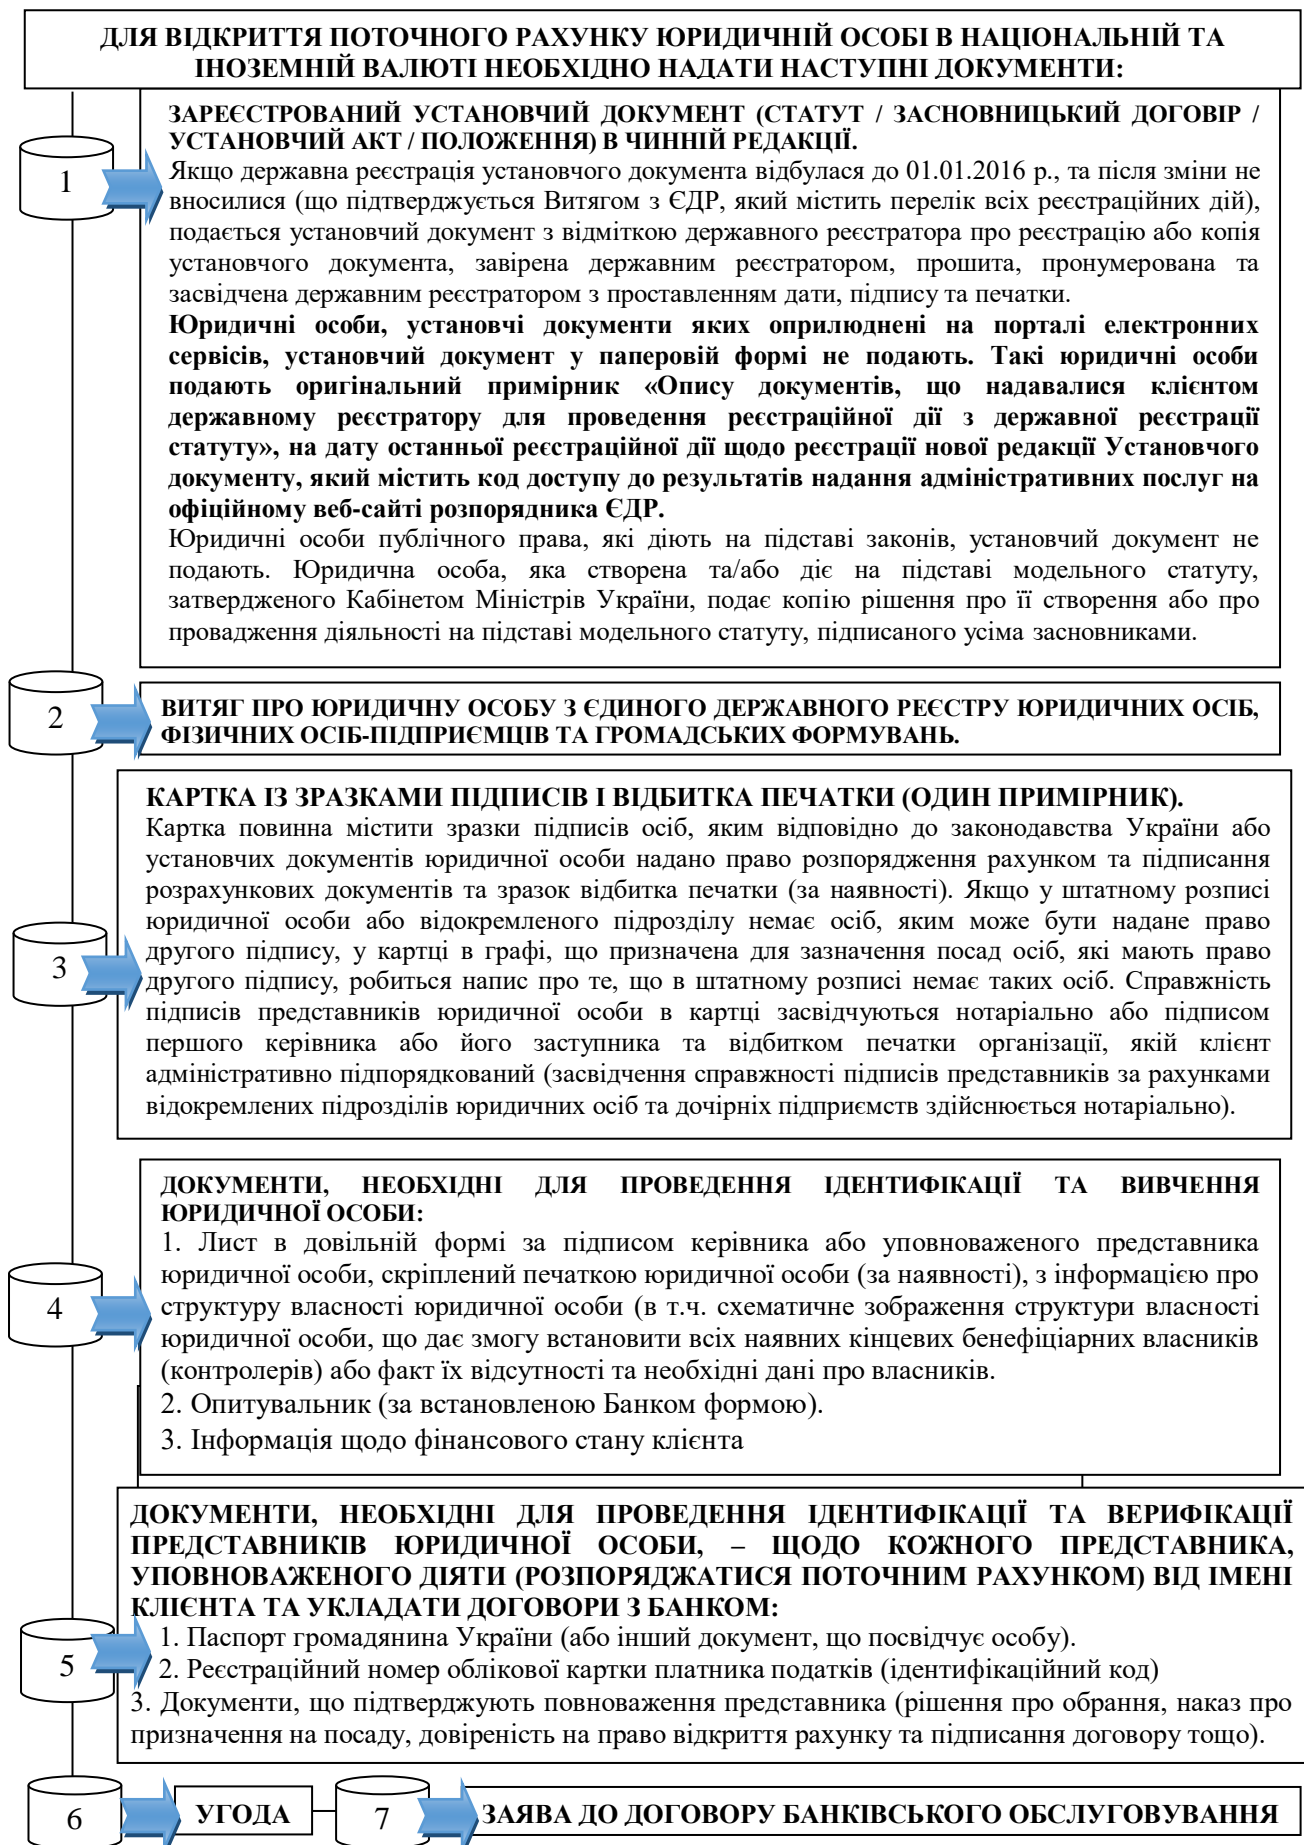 ДЛЯ ВІДКРИТТЯ ПОТОЧНОГО РАХУНКУ ЮРИДИЧНІЙ ОСОБІ В НАЦІОНАЛЬНІЙ ТА
ІНОЗЕМНІЙ ВАЛЮТІ НЕОБХІДНО НАДАТИ НАСТУПНІ ДОКУМЕНТИ:
1
ЗАРЕЄСТРОВАНИЙ УСТАНОВЧИЙ ДОКУМЕНТ (СТАТУТ / ЗАСНОВНИЦЬКИЙ ДОГОВІР /
УСТАНОВЧИЙ АКТ / ПОЛОЖЕННЯ) В ЧИННІЙ РЕДАКЦІЇ.
Якщо державна реєстрація установчого документа відбулася до 01.01.2016 р., та після зміни не
вносилися (що підтверджується Витягом з ЄДР, який містить перелік всіх реєстраційних дій),
подається установчий документ з відміткою державного реєстратора про реєстрацію або копія
установчого документа, завірена державним реєстратором, прошита, пронумерована та
засвідчена державним реєстратором з проставленням дати, підпису та печатки.
Юридичні особи, установчі документи яких оприлюднені на порталі електронних
сервісів, установчий документ у паперовій формі не подають. Такі юридичні особи
подають оригінальний примірник «Опису документів, що надавалися клієнтом
державному реєстратору для проведення реєстраційної дії з державної реєстрації
статуту», на дату останньої реєстраційної дії щодо реєстрації нової редакції Установчого
документу, який містить код доступу до результатів надання адміністративних послуг на
офіційному веб-сайті розпорядника ЄДР.
Юридичні особи публічного права, які діють на підставі законів, установчий документ не
подають. Юридична особа, яка створена та/або діє на підставі модельного статуту,
затвердженого Кабінетом Міністрів України, подає копію рішення про її створення або про
провадження діяльності на підставі модельного статуту, підписаного усіма засновниками.
2
ВИТЯГ ПРО ЮРИДИЧНУ ОСОБУ З ЄДИНОГО ДЕРЖАВНОГО РЕЄСТРУ ЮРИДИЧНИХ ОСІБ,
ФІЗИЧНИХ ОСІБ-ПІДПРИЄМЦІВ ТА ГРОМАДСЬКИХ ФОРМУВАНЬ.
3
КАРТКА ІЗ ЗРАЗКАМИ ПІДПИСІВ І ВІДБИТКА ПЕЧАТКИ (ОДИН ПРИМІРНИК).
Картка повинна містити зразки підписів осіб, яким відповідно до законодавства України або
установчих документів юридичної особи надано право розпорядження рахунком та підписання
розрахункових документів та зразок відбитка печатки (за наявності). Якщо у штатному розписі
юридичної особи або відокремленого підрозділу немає осіб, яким може бути надане право
другого підпису, у картці в графі, що призначена для зазначення посад осіб, які мають право
другого підпису, робиться напис про те, що в штатному розписі немає таких осіб. Справжність
підписів представників юридичної особи в картці засвідчуються нотаріально або підписом
першого керівника або його заступника та відбитком печатки організації, якій клієнт
адміністративно підпорядкований (засвідчення справжності підписів представників за рахунками
відокремлених підрозділів юридичних осіб та дочірніх підприємств здійснюється нотаріально).
4
ДОКУМЕНТИ, НЕОБХІДНІ ДЛЯ ПРОВЕДЕННЯ ІДЕНТИФІКАЦІЇ ТА ВИВЧЕННЯ
ЮРИДИЧНОЇ ОСОБИ:
1. Лист в довільній формі за підписом керівника або уповноваженого представника
юридичної особи, скріплений печаткою юридичної особи (за наявності), з інформацією про
структуру власності юридичної особи (в т.ч. схематичне зображення структури власності
юридичної особи, що дає змогу встановити всіх наявних кінцевих бенефіціарних власників
(контролерів) або факт їх відсутності та необхідні дані про власників.
2. Опитувальник (за встановленою Банком формою).
3. Інформація щодо фінансового стану клієнта
5
ДОКУМЕНТИ, НЕОБХІДНІ ДЛЯ ПРОВЕДЕННЯ ІДЕНТИФІКАЦІЇ ТА ВЕРИФІКАЦІЇ
ПРЕДСТАВНИКІВ ЮРИДИЧНОЇ ОСОБИ, – ЩОДО КОЖНОГО ПРЕДСТАВНИКА,
УПОВНОВАЖЕНОГО ДІЯТИ (РОЗПОРЯДЖАТИСЯ ПОТОЧНИМ РАХУНКОМ) ВІД ІМЕНІ
КЛІЄНТА ТА УКЛАДАТИ ДОГОВОРИ З БАНКОМ:
1. Паспорт громадянина України (або інший документ, що посвідчує особу).
2. Реєстраційний номер облікової картки платника податків (ідентифікаційний код)
3. Документи, що підтверджують повноваження представника (рішення про обрання, наказ про
призначення на посаду, довіреність на право відкриття рахунку та підписання договору тощо).
6 УГОДА 7 ЗАЯВА ДО ДОГОВОРУ БАНКІВСЬКОГО ОБСЛУГОВУВАННЯ